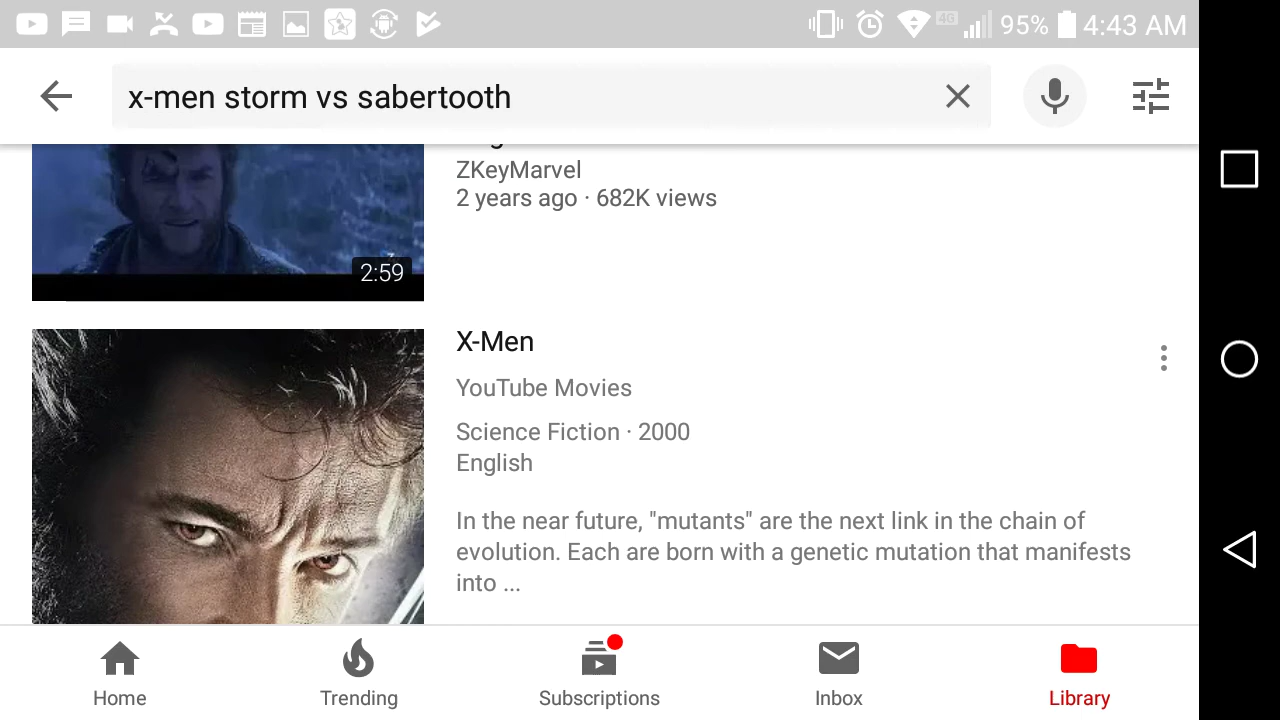 4G 95% 4:43 AM
x-men storm vs sabertooth
ZKeyMarvel
2 years ago · 682K views
2:59
X-Men
YouTube Movies
Science Fiction · 2000
English
In the near future, "mutants" are the next link in the chain of
evolution. Each are born with a genetic mutation that manifests
into ...
Home Trending Subscriptions Inbox Library